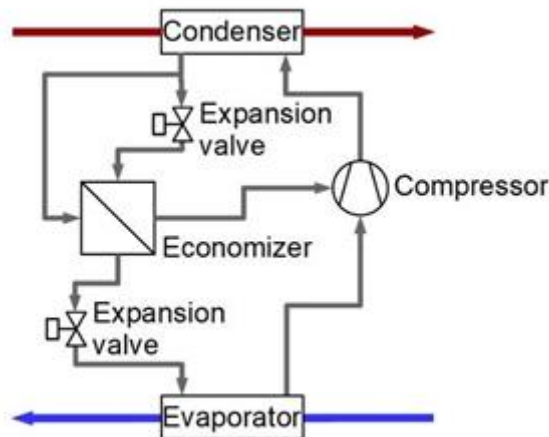 Condenser
Expansion
valve
Compressor
Economizer
Expansion
valve
Evaporator